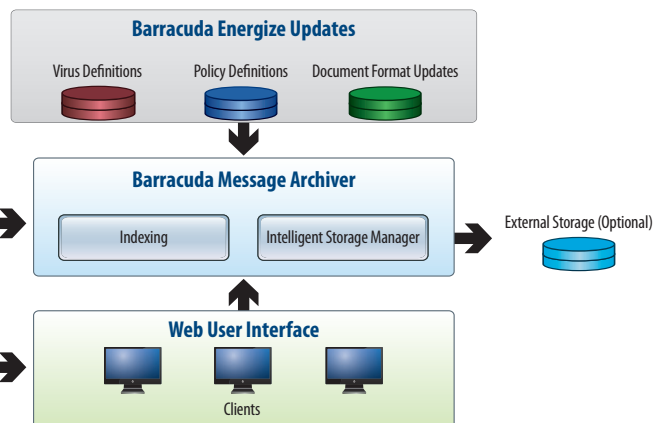 Barracuda Energize Updates
Virus Definitions
Policy Definitions
Document Format Updates
Barracuda Message Archiver
Indexing
Intelligent Storage Manager
External Storage (Optional)
Web User Interface
Clients